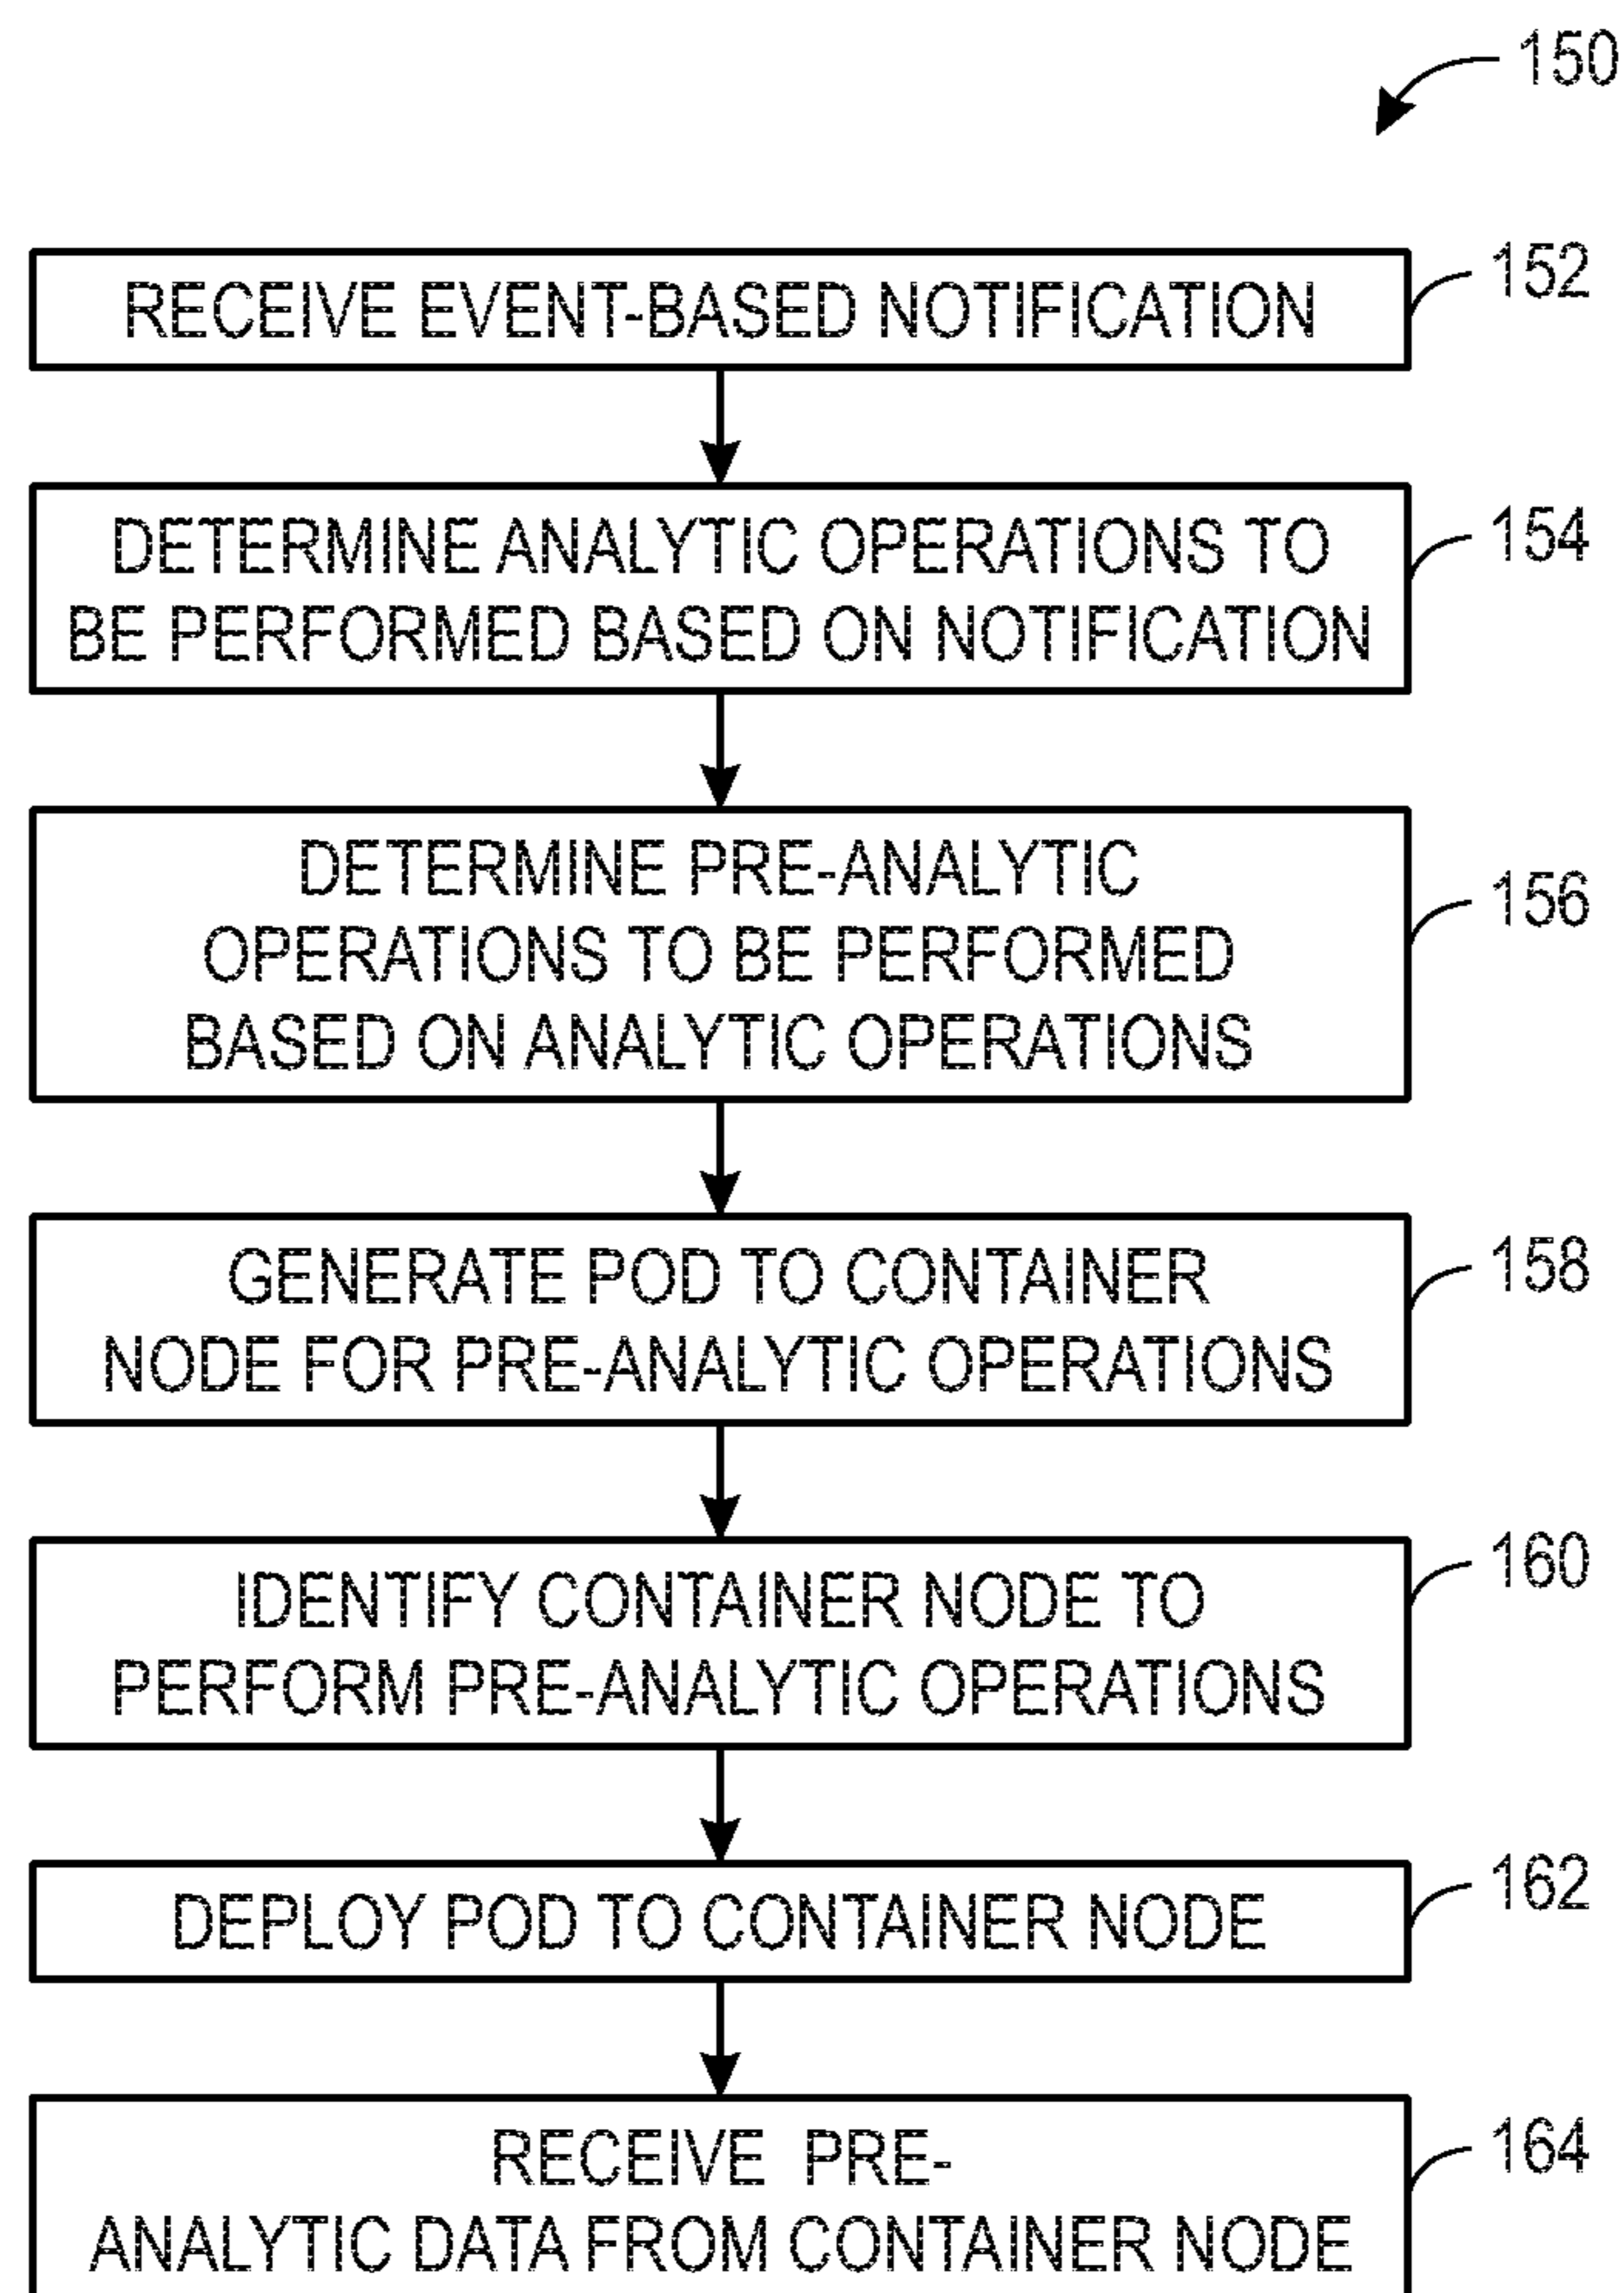 150
RECEIVE EVENT-BASED NOTIFICATION
152
DETERMINE ANALYTIC OPERATIONS TO
BE PERFORMED BASED ON NOTIFICATION
154
DETERMINE PRE-ANALYTIC
OPERATIONS TO BE PERFORMED
BASED ON ANALYTIC OPERATIONS
156
GENERATE POD TO CONTAINER
NODE FOR PRE-ANALYTIC OPERATIONS
158
IDENTIFY CONTAINER NODE TO
PERFORM PRE-ANALYTIC OPERATIONS
160
DEPLOY POD TO CONTAINER NODE
162
RECEIVE PRE-
ANALYTIC DATA FROM CONTAINER NODE
164